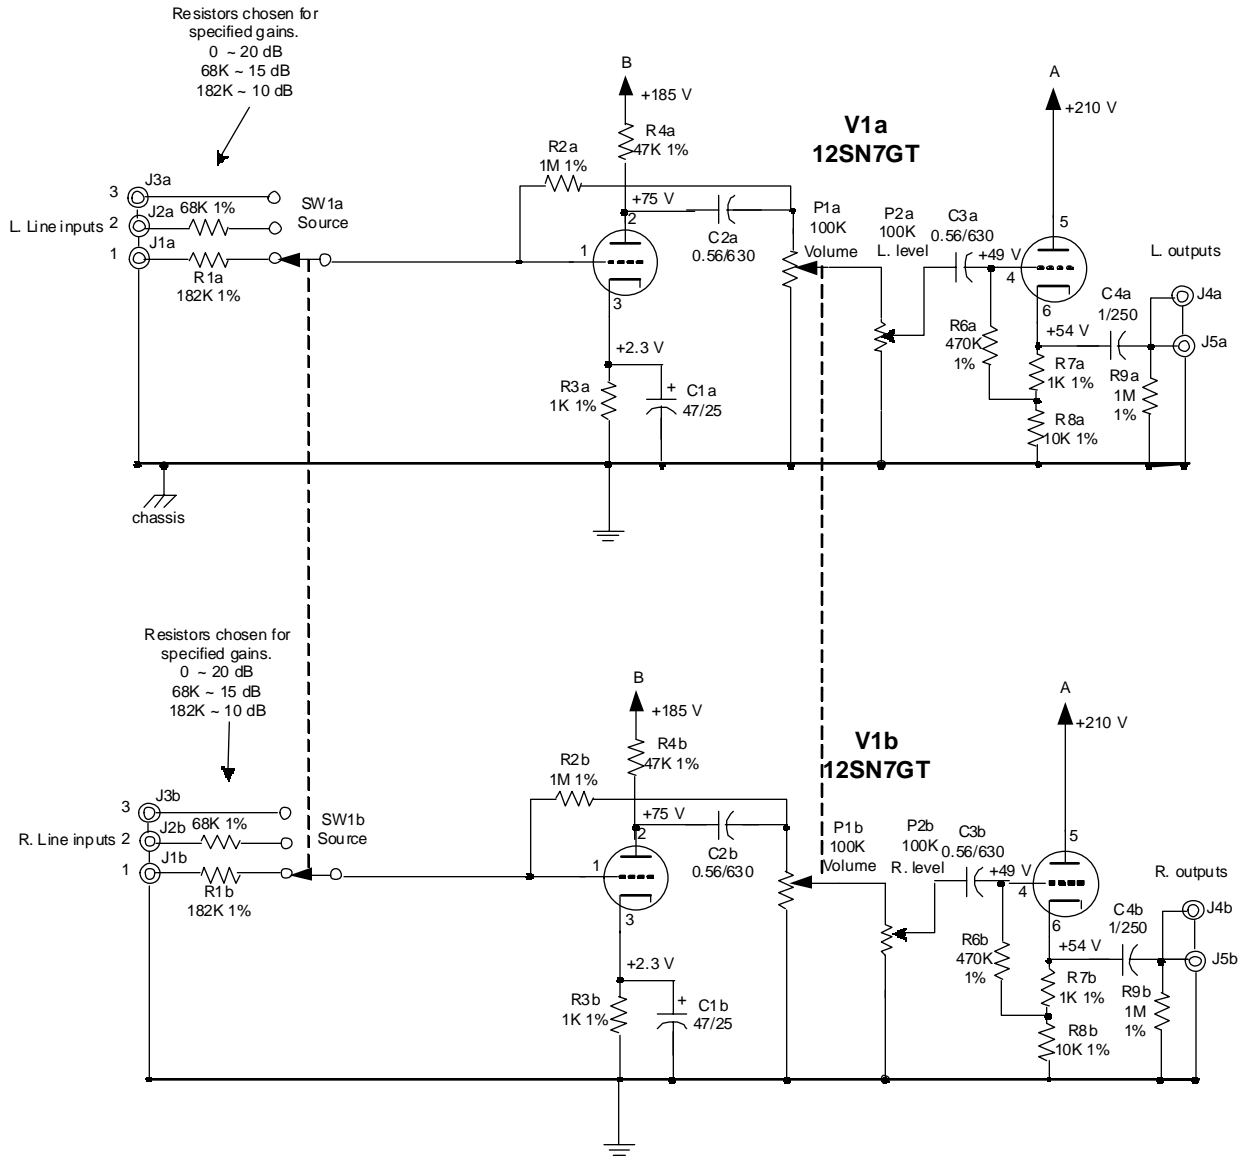 Resistors chosen for
specified gains.
0 ~ 20 dB
68K ~ 15 dB
182K ~ 10 dB
B
+185 V
A
+210 V
V1a
12SN7GT
R4a
47K 1%
R2a
1M 1%
3
J3a
SW1a
Source
68K 1%
L. Line inputs 2
J2a
1
J1a
R1a
182K 1%
+75 V
2
C2a
0.56/630
P1a
100K
Volume
P2a
100K
L. level
C3a
0.56/630
+49 V
4
5
6
1
3
L. outputs
C4a
1/250
J4a
J5a
+54 V
R6a
470K
1%
R7a
1K 1%
R9a
1M
1%
R8a
10K 1%
+2.3 V
R3a
1K 1%
+
C1a
47/25
chassis
Resistors chosen for
specified gains.
0 ~ 20 dB
68K ~ 15 dB
182K ~ 10 dB
B
+185 V
A
+210 V
V1b
12SN7GT
R4b
47K 1%
R2b
1M 1%
3
J3b
SW1b
Source
68K 1%
R. Line inputs 2
J2b
1
J1b
R1b
182K 1%
+75 V
2
C2b
0.56/630
P1b
100K
Volume
P2b
100K
R. level
C3b
0.56/630
+49 V
4
5
6
1
3
R. outputs
C4b
1/250
J4b
J5b
+54 V
R6b
470K
1%
R7b
1K 1%
R9b
1M
1%
R8b
10K 1%
+2.3 V
R3b
1K 1%
+
C1b
47/25